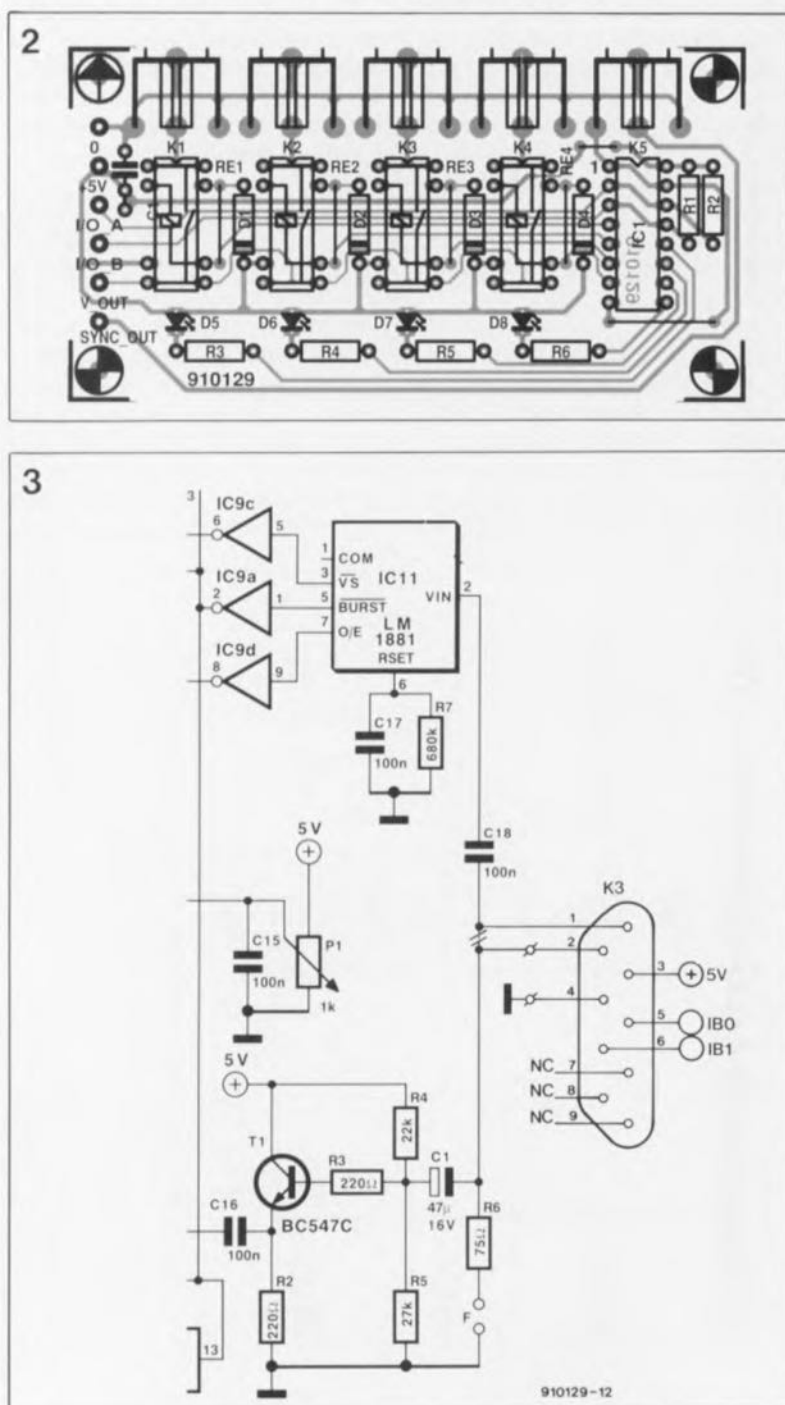 2
K1 K2 K3 K4 K5
RE1 RE2 RE3 RE4
0
+5V
I/O_A
I/O_B
V_OUT
SYNC_OUT
C1
D1 D2 D3 D4
1
IC1
910129
R1 R2
D5 D6 D7 D8
R3 R4 R5 R6
910129
3
3
IC9c
6 5
IC9a
2 1
IC9d
8 9
1 COM
3 VS
5 BURST
7 O/E
IC11
VIN 2
LM
1881
RSET
6
C17
100n
R7
680k
5V
C18
100n
K3
C15
100n
P1
1k
1
2
3 5V
4
5 IB0
6 IB1
NC 7
NC 8
NC 9
5V
R4
22k
T1
R3
220Ω
C1
47µ
16V
BC547C
C16
100n
R6
75Ω
R2
220Ω
R5
27k
F
13
910129-12